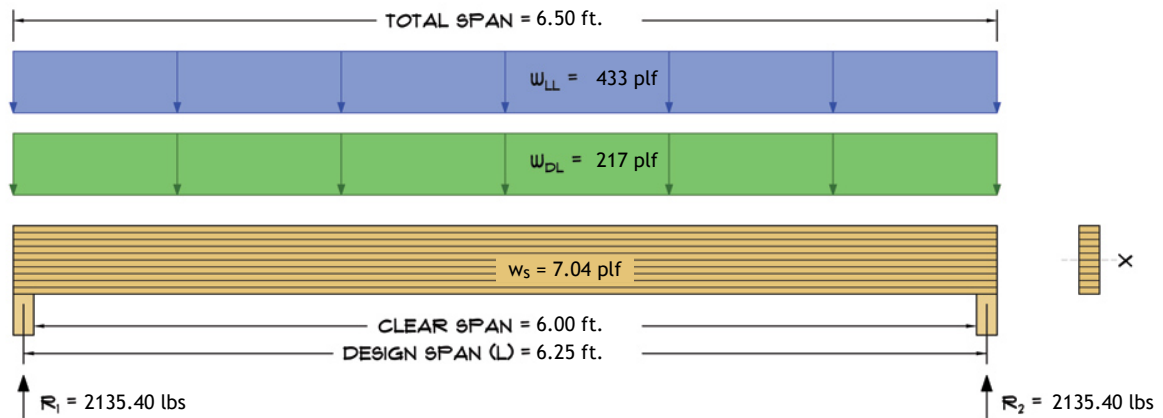 TOTAL SPAN = 6.50 ft.
WLL = 433 plf
WDL = 217 plf
ws = 7.04 plf
X
CLEAR SPAN = 6.00 ft.
DESIGN SPAN (L) = 6.25 ft.
R1 = 2135.40 lbs
R2 = 2135.40 lbs